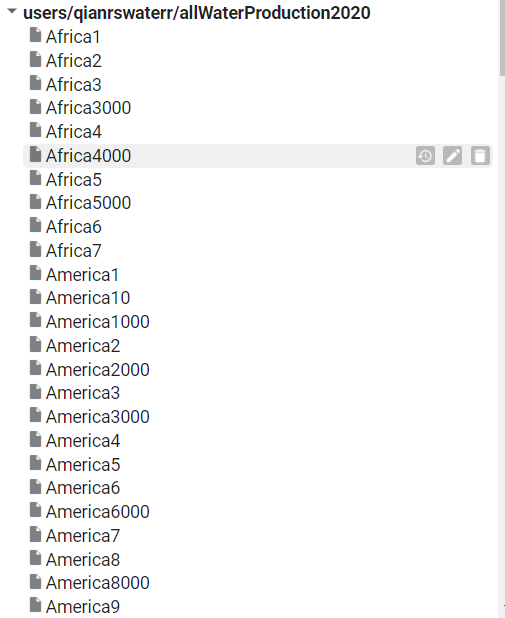 users/qianrswaterr/allWaterProduction2020
Africa1
Africa2
Africa3
Africa3000
Africa4
Africa4000
Africa5
Africa5000
Africa6
Africa7
America1
America10
America1000
America2
America2000
America3
America3000
America4
America5
America6
America6000
America7
America8
America8000
America9